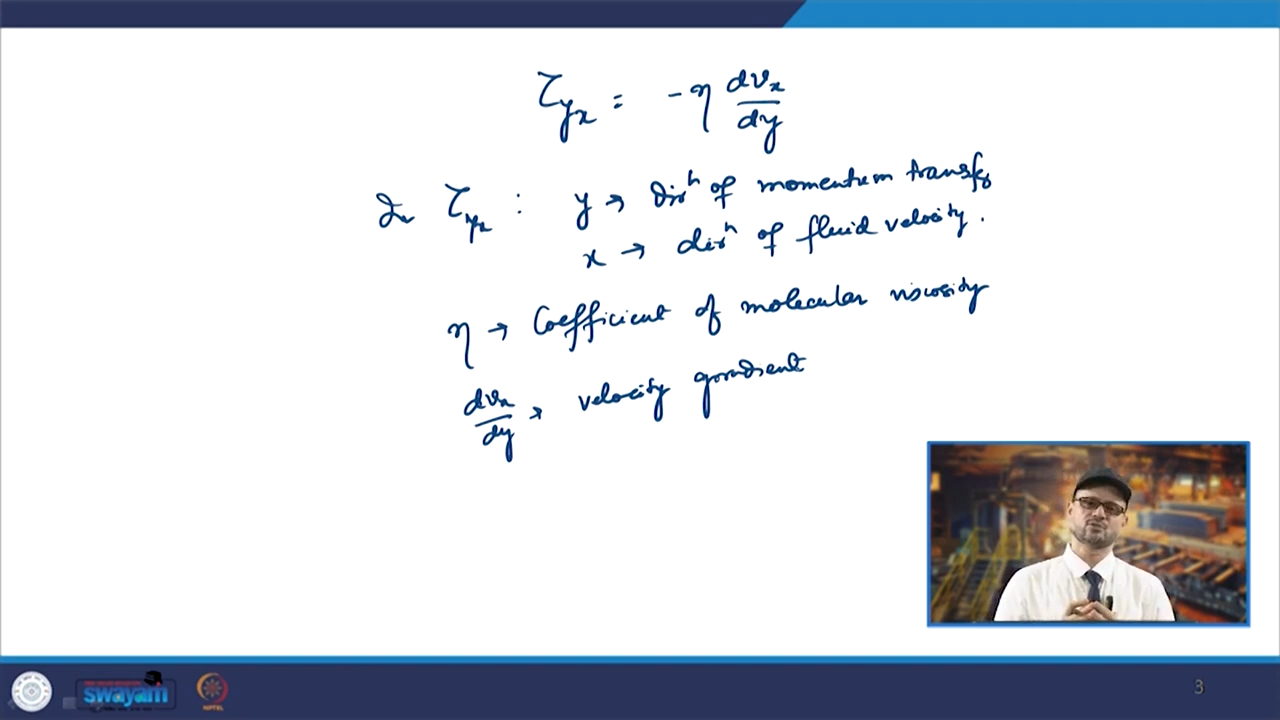 τyx = -η dvx/dy
In τyx : y → dirⁿ of momentum transfer
x → dirⁿ of fluid velocity.
η → Coefficient of molecular viscosity
dvx/dy → velocity gradient
3
swayam
NPTEL